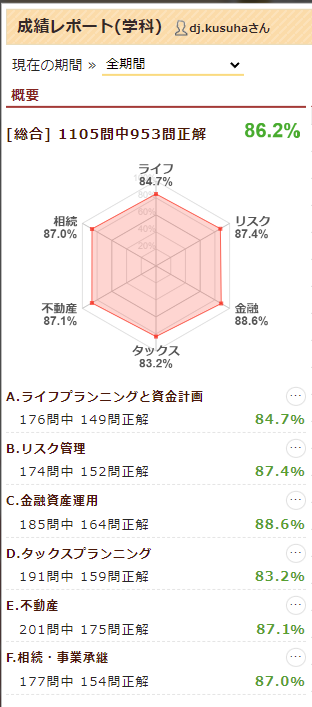 成績レポート(学科) dj.kusuhaさん
現在の期間 » 全期間
概要
[総合] 1105問中953問正解 86.2%
ライフ
84.7%
相続
87.0%
リスク
87.4%
80%
60%
40%
20%
不動産
87.1%
金融
88.6%
タックス
83.2%
A.ライフプランニングと資金計画
176問中 149問正解 84.7%
B.リスク管理
174問中 152問正解 87.4%
C.金融資産運用
185問中 164問正解 88.6%
D.タックスプランニング
191問中 159問正解 83.2%
E.不動産
201問中 175問正解 87.1%
F.相続・事業承継
177問中 154問正解 87.0%